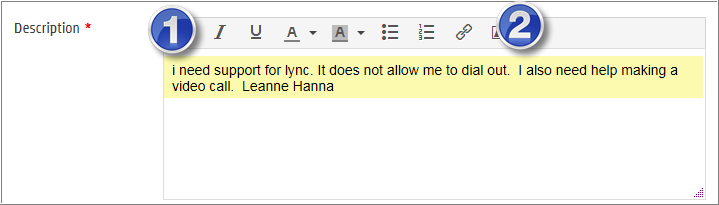 Description *
1 I U A A 2
i need support for lync. It does not allow me to dial out.  I also need help making a
video call.  Leanne Hanna